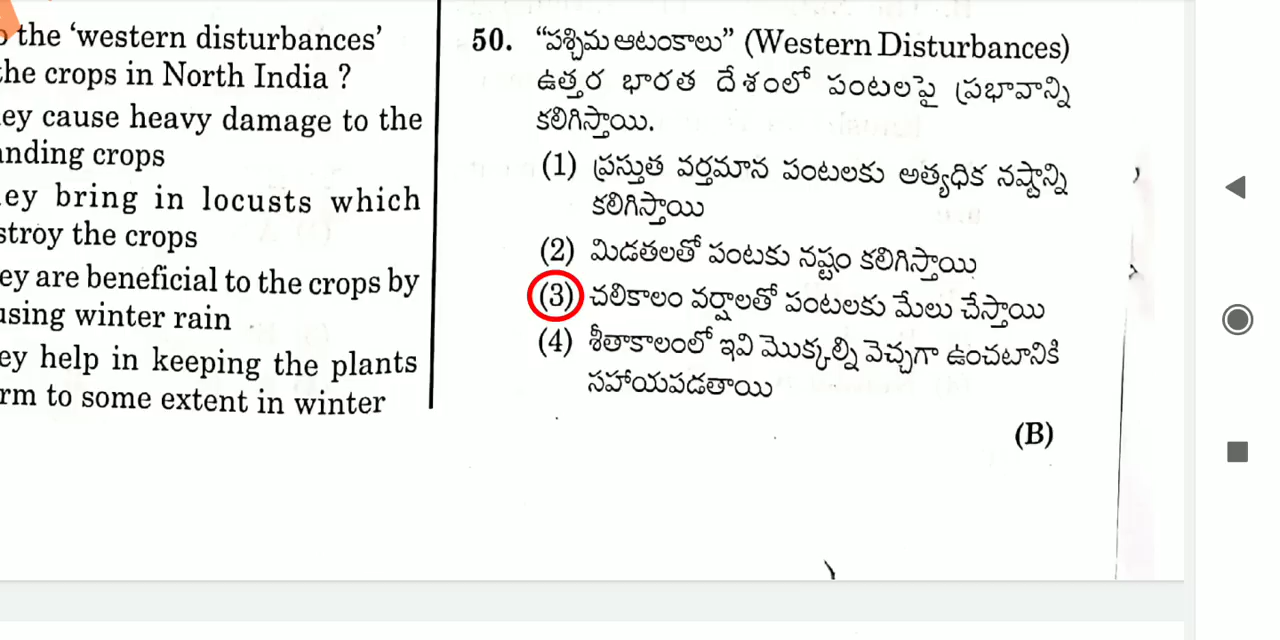 the 'western disturbances'
he crops in North India ?
ey cause heavy damage to the
nding crops
ey bring in locusts which
stroy the crops
ey are beneficial to the crops by
using winter rain
ey help in keeping the plants
rm to some extent in winter
50. "పశ్చిమ ఆటంకాలు" (Western Disturbances)
ఉత్తర భారత దేశంలో పంటలపై ప్రభావాన్ని
కలిగిస్తాయి.
(1) ప్రస్తుత వర్తమాన పంటలకు అత్యధిక నష్టాన్ని
కలిగిస్తాయి
(2) మిడతలతో పంటకు నష్టం కలిగిస్తాయి
(3) చలికాలం వర్షాలతో పంటలకు మేలు చేస్తాయి
(4) శీతాకాలంలో ఇవి మొక్కల్ని వెచ్చగా ఉంచటానికి
సహాయపడతాయి
(B)